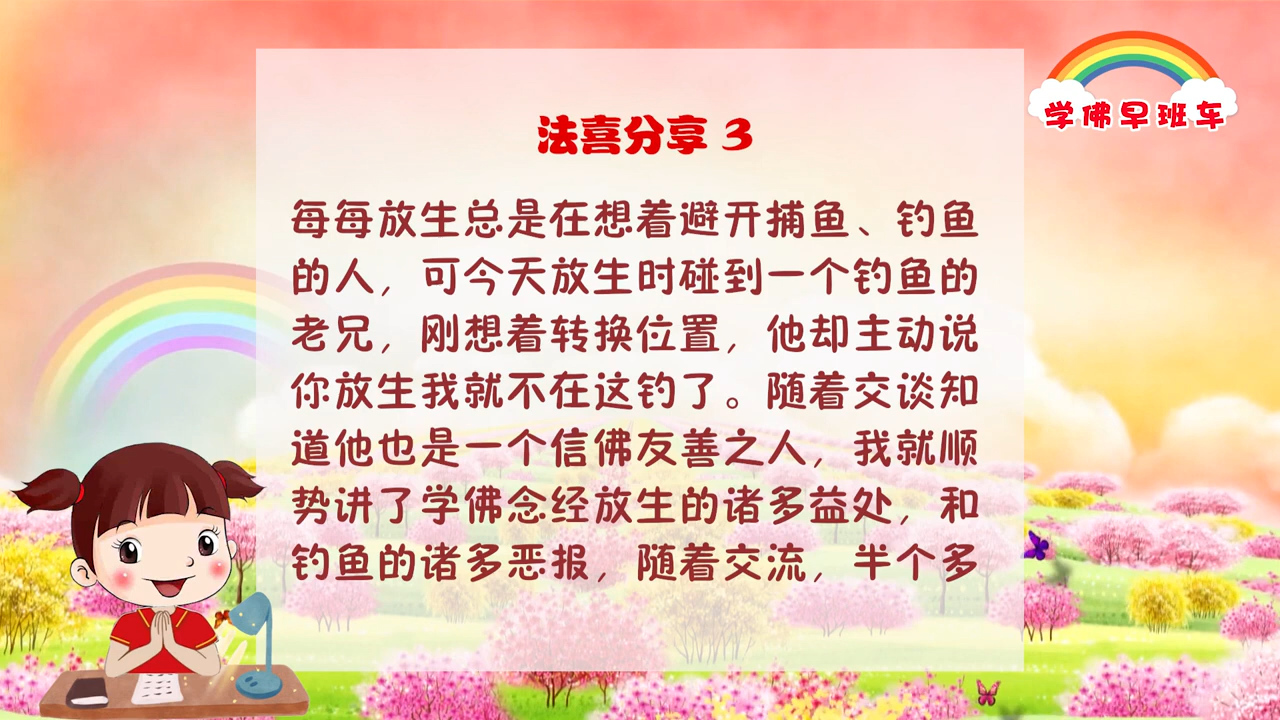 学佛早班车
法喜分享 3
每每放生总是在想着避开捕鱼、钓鱼
的人，可今天放生时碰到一个钓鱼的
老兄，刚想着转换位置，他却主动说
你放生我就不在这钓了。随着交谈知
道他也是一个信佛友善之人，我就顺
势讲了学佛念经放生的诸多益处，和
钓鱼的诸多恶报，随着交流，半个多